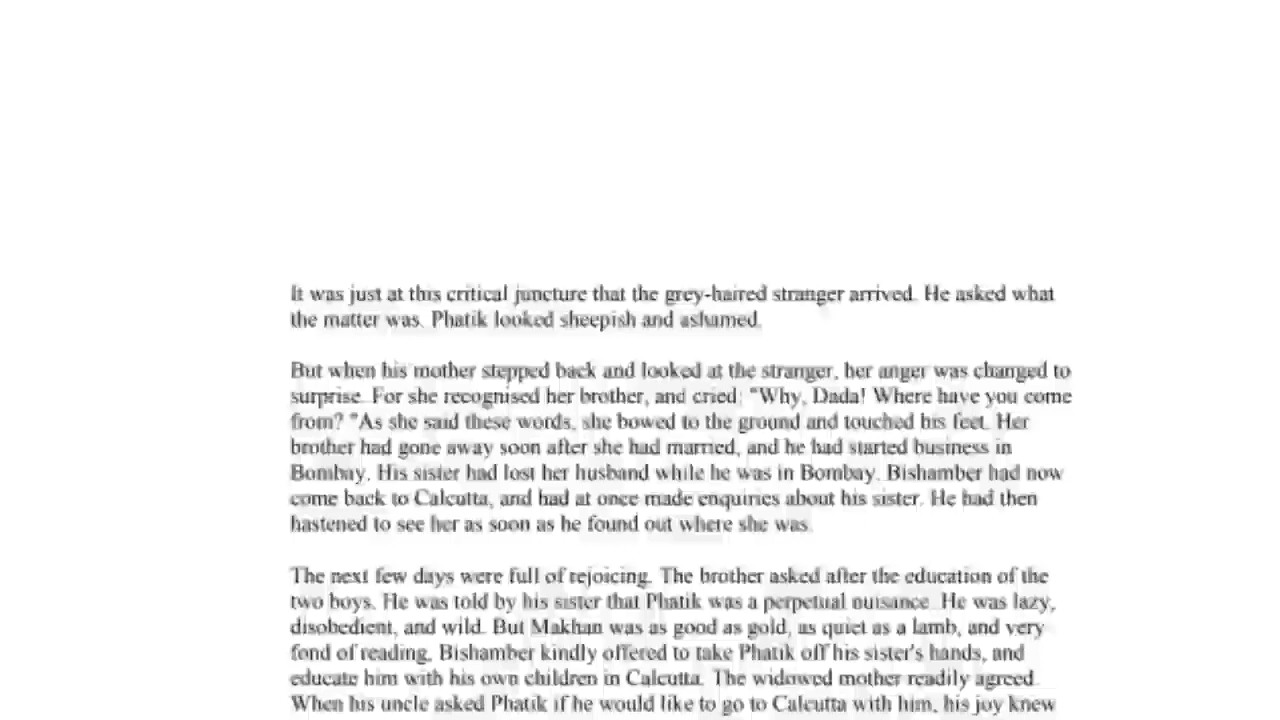 It was just at this critical juncture that the grey-haired stranger arrived. He asked what
the matter was. Phatik looked sheepish and ashamed.
But when his mother stepped back and looked at the stranger, her anger was changed to
surprise. For she recognised her brother, and cried: "Why, Dada! Where have you come
from? "As she said these words, she bowed to the ground and touched his feet. Her
brother had gone away soon after she had married, and he had started business in
Bombay. His sister had lost her husband while he was in Bombay. Bishamber had now
come back to Calcutta, and had at once made enquiries about his sister. He had then
hastened to see her as soon as he found out where she was.
The next few days were full of rejoicing. The brother asked after the education of the
two boys. He was told by his sister that Phatik was a perpetual nuisance. He was lazy,
disobedient, and wild. But Makhan was as good as gold, as quiet as a lamb, and very
fond of reading. Bishamber kindly offered to take Phatik off his sister's hands, and
educate him with his own children in Calcutta. The widowed mother readily agreed.
When his uncle asked Phatik if he would like to go to Calcutta with him, his joy knew